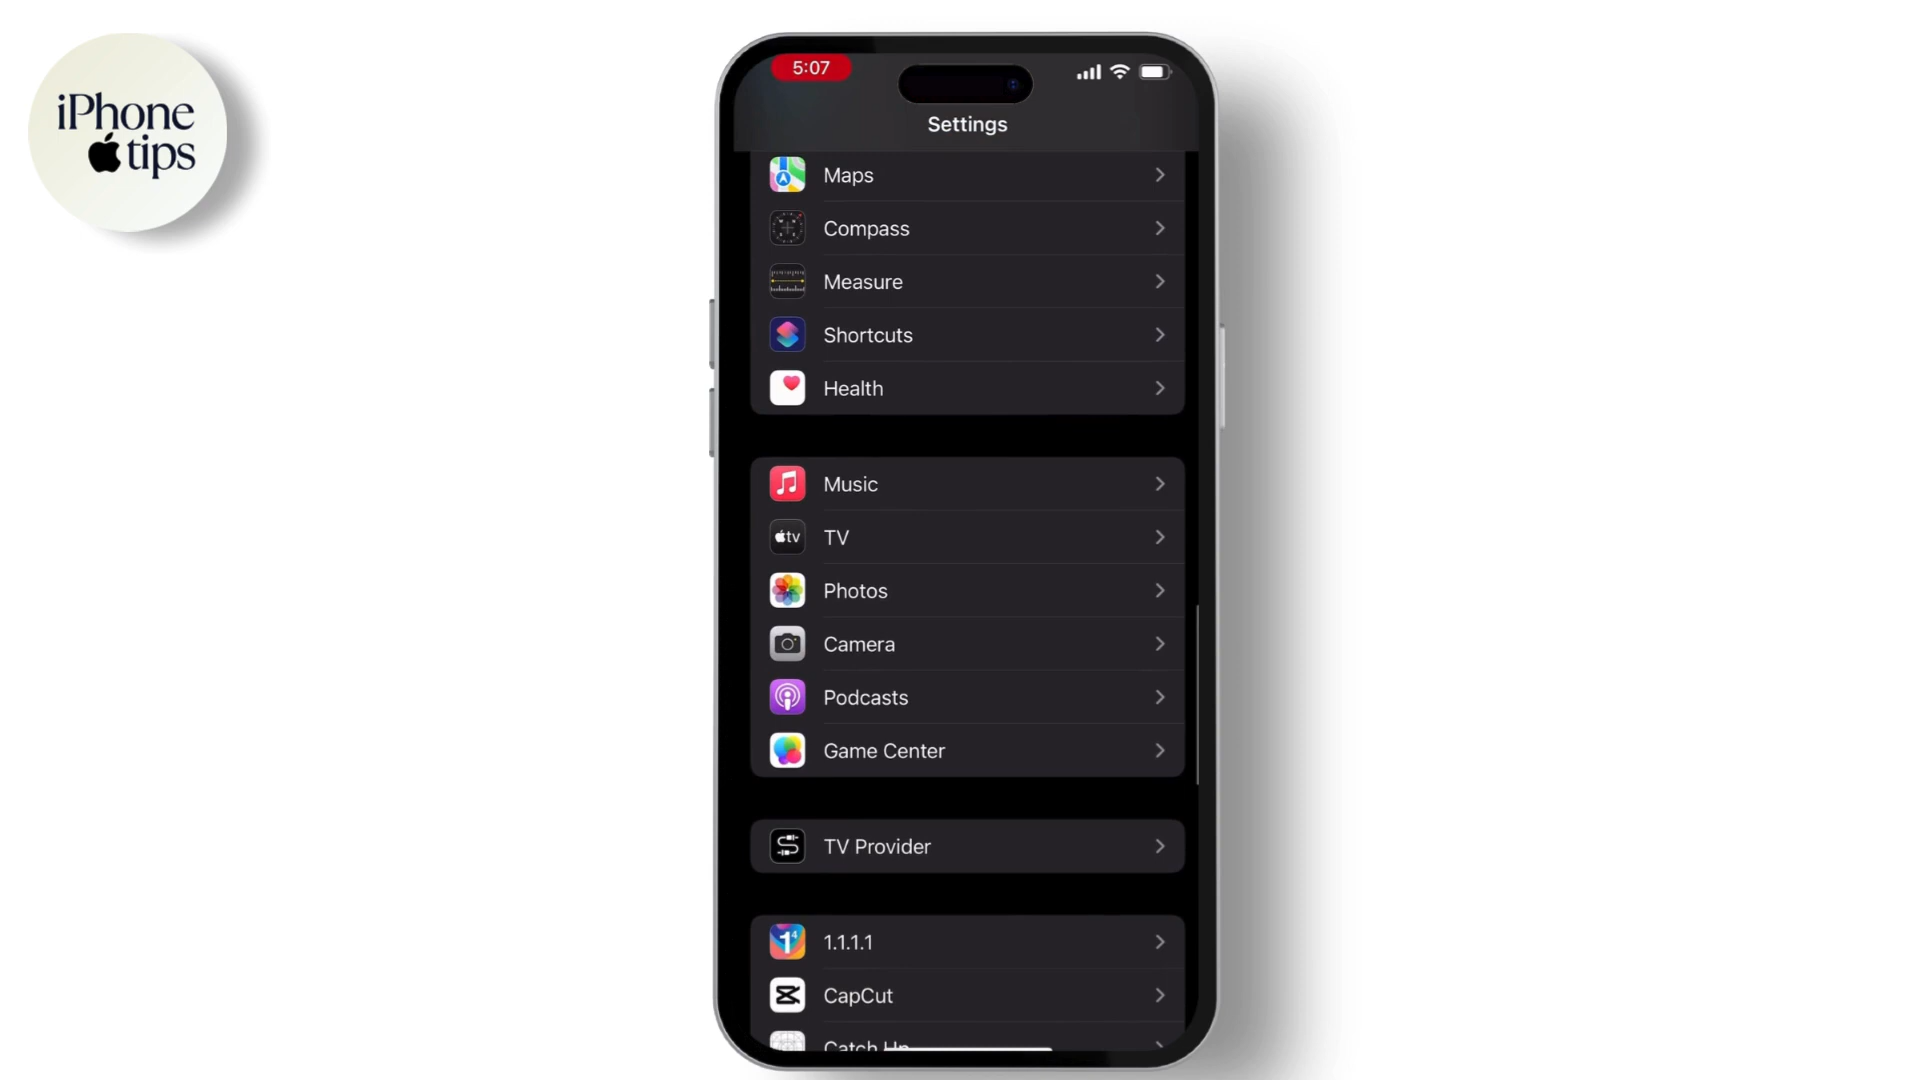 iPhone
tips
5:07
Settings
Maps
Compass
Measure
Shortcuts
Health
Music
tv TV
Photos
Camera
Podcasts
Game Center
TV Provider
1.1.1.1
CapCut
Catch